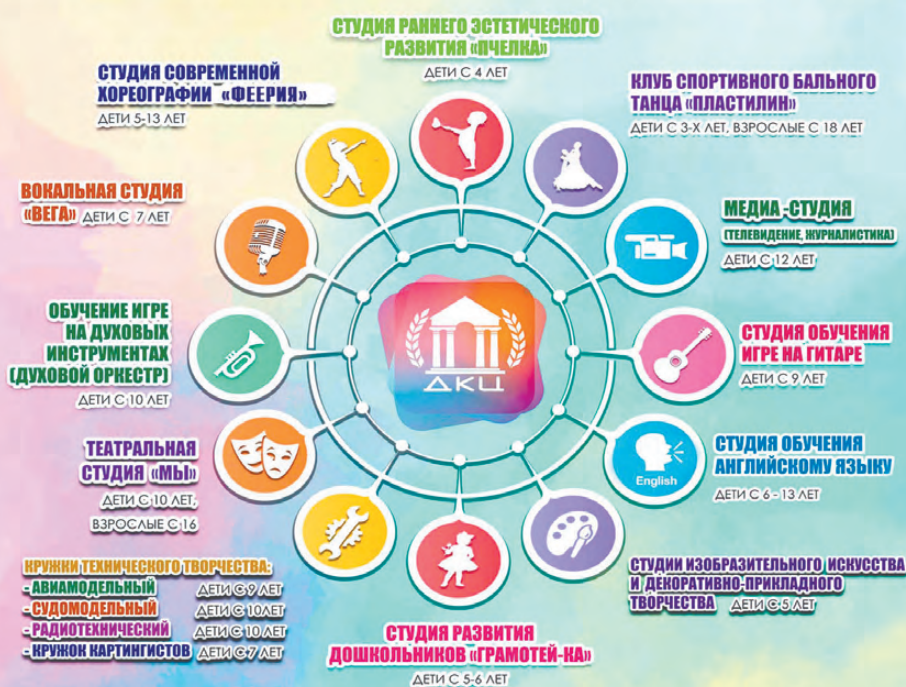 СТУДИЯ РАННЕГО ЭСТЕТИЧЕСКОГО
РАЗВИТИЯ «ПЧЕЛКА»
ДЕТИ С 4 ЛЕТ
СТУДИЯ СОВРЕМЕННОЙ
ХОРЕОГРАФИИ «ФЕЕРИЯ»
ДЕТИ 5-13 ЛЕТ
КЛУБ СПОРТИВНОГО БАЛЬНОГО
ТАНЦА «ПЛАСТИЛИН»
ДЕТИ С 3-Х ЛЕТ, ВЗРОСЛЫЕ С 18 ЛЕТ
ВОКАЛЬНАЯ СТУДИЯ
«ВЕГА» ДЕТИ С 7 ЛЕТ
МЕДИА -СТУДИЯ
(ТЕЛЕВИДЕНИЕ, ЖУРНАЛИСТИКА)
ДЕТИ С 12 ЛЕТ
ОБУЧЕНИЕ ИГРЕ
НА ДУХОВЫХ
ИНСТРУМЕНТАХ
(ДУХОВОЙ ОРКЕСТР)
ДЕТИ С 10 ЛЕТ
ДКЦ
СТУДИЯ ОБУЧЕНИЯ
ИГРЕ НА ГИТАРЕ
ДЕТИ С 9 ЛЕТ
ТЕАТРАЛЬНАЯ
СТУДИЯ «МЫ»
ДЕТИ С 10 ЛЕТ,
ВЗРОСЛЫЕ С 16
English
СТУДИЯ ОБУЧЕНИЯ
АНГЛИЙСКОМУ ЯЗЫКУ
ДЕТИ С 6 - 13 ЛЕТ
КРУЖКИ ТЕХНИЧЕСКОГО ТВОРЧЕСТВА:
- АВИАМОДЕЛЬНЫЙ ДЕТИ С 9 ЛЕТ
- СУДОМОДЕЛЬНЫЙ ДЕТИ С 10 ЛЕТ
- РАДИОТЕХНИЧЕСКИЙ ДЕТИ С 10 ЛЕТ
- КРУЖОК КАРТИНГИСТОВ ДЕТИ С 7 ЛЕТ
СТУДИИ ИЗОБРАЗИТЕЛЬНОГО ИСКУССТВА
И ДЕКОРАТИВНО-ПРИКЛАДНОГО
ТВОРЧЕСТВА ДЕТИ С 5 ЛЕТ
СТУДИЯ РАЗВИТИЯ
ДОШКОЛЬНИКОВ «ГРАМОТЕЙ-КА»
ДЕТИ С 5-6 ЛЕТ